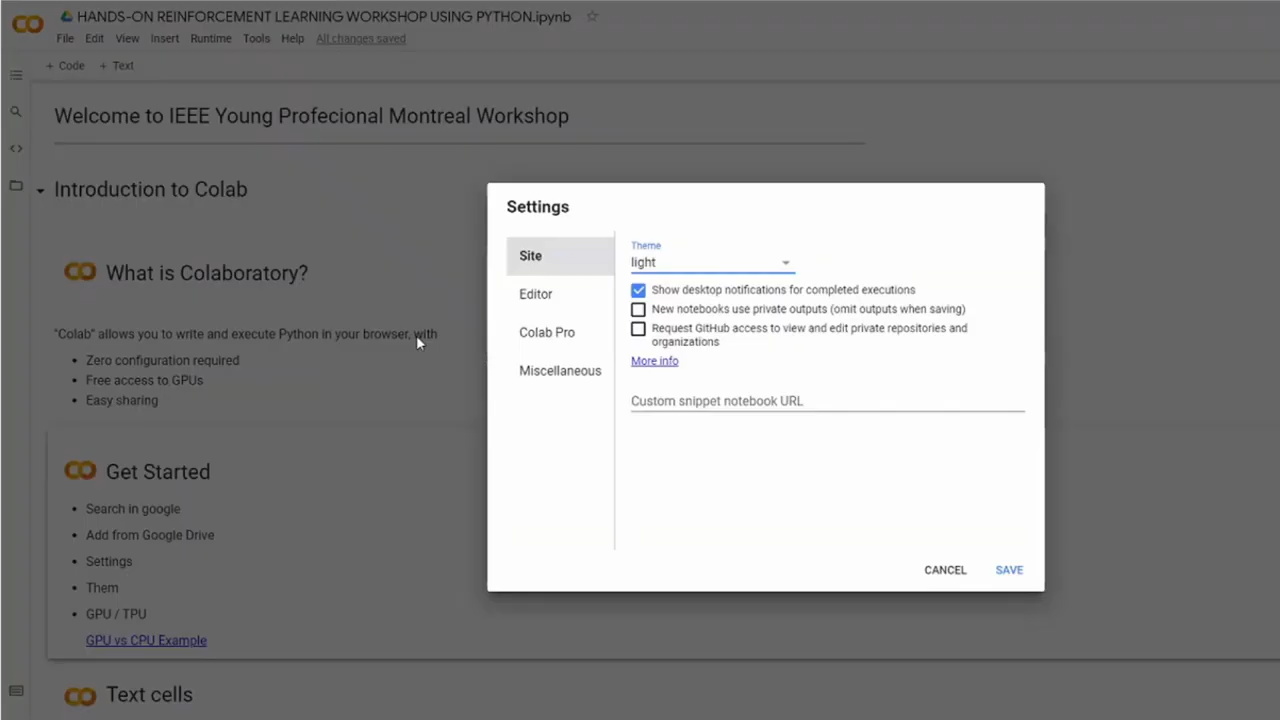 HANDS-ON REINFORCEMENT LEARNING WORKSHOP USING PYTHON.ipynb
File Edit View Insert Runtime Tools Help All changes saved
+ Code + Text
Welcome to IEEE Young Profecional Montreal Workshop
Introduction to Colab
What is Colaboratory?
"Colab" allows you to write and execute Python in your browser, with
Zero configuration required
Free access to GPUs
Easy sharing
Get Started
Search in google
Add from Google Drive
Settings
Them
GPU / TPU
GPU vs CPU Example
Text cells
Settings
Site
Editor
Colab Pro
Miscellaneous
Theme
light
Show desktop notifications for completed executions
New notebooks use private outputs (omit outputs when saving)
Request GitHub access to view and edit private repositories and
organizations
More info
Custom snippet notebook URL
CANCEL SAVE